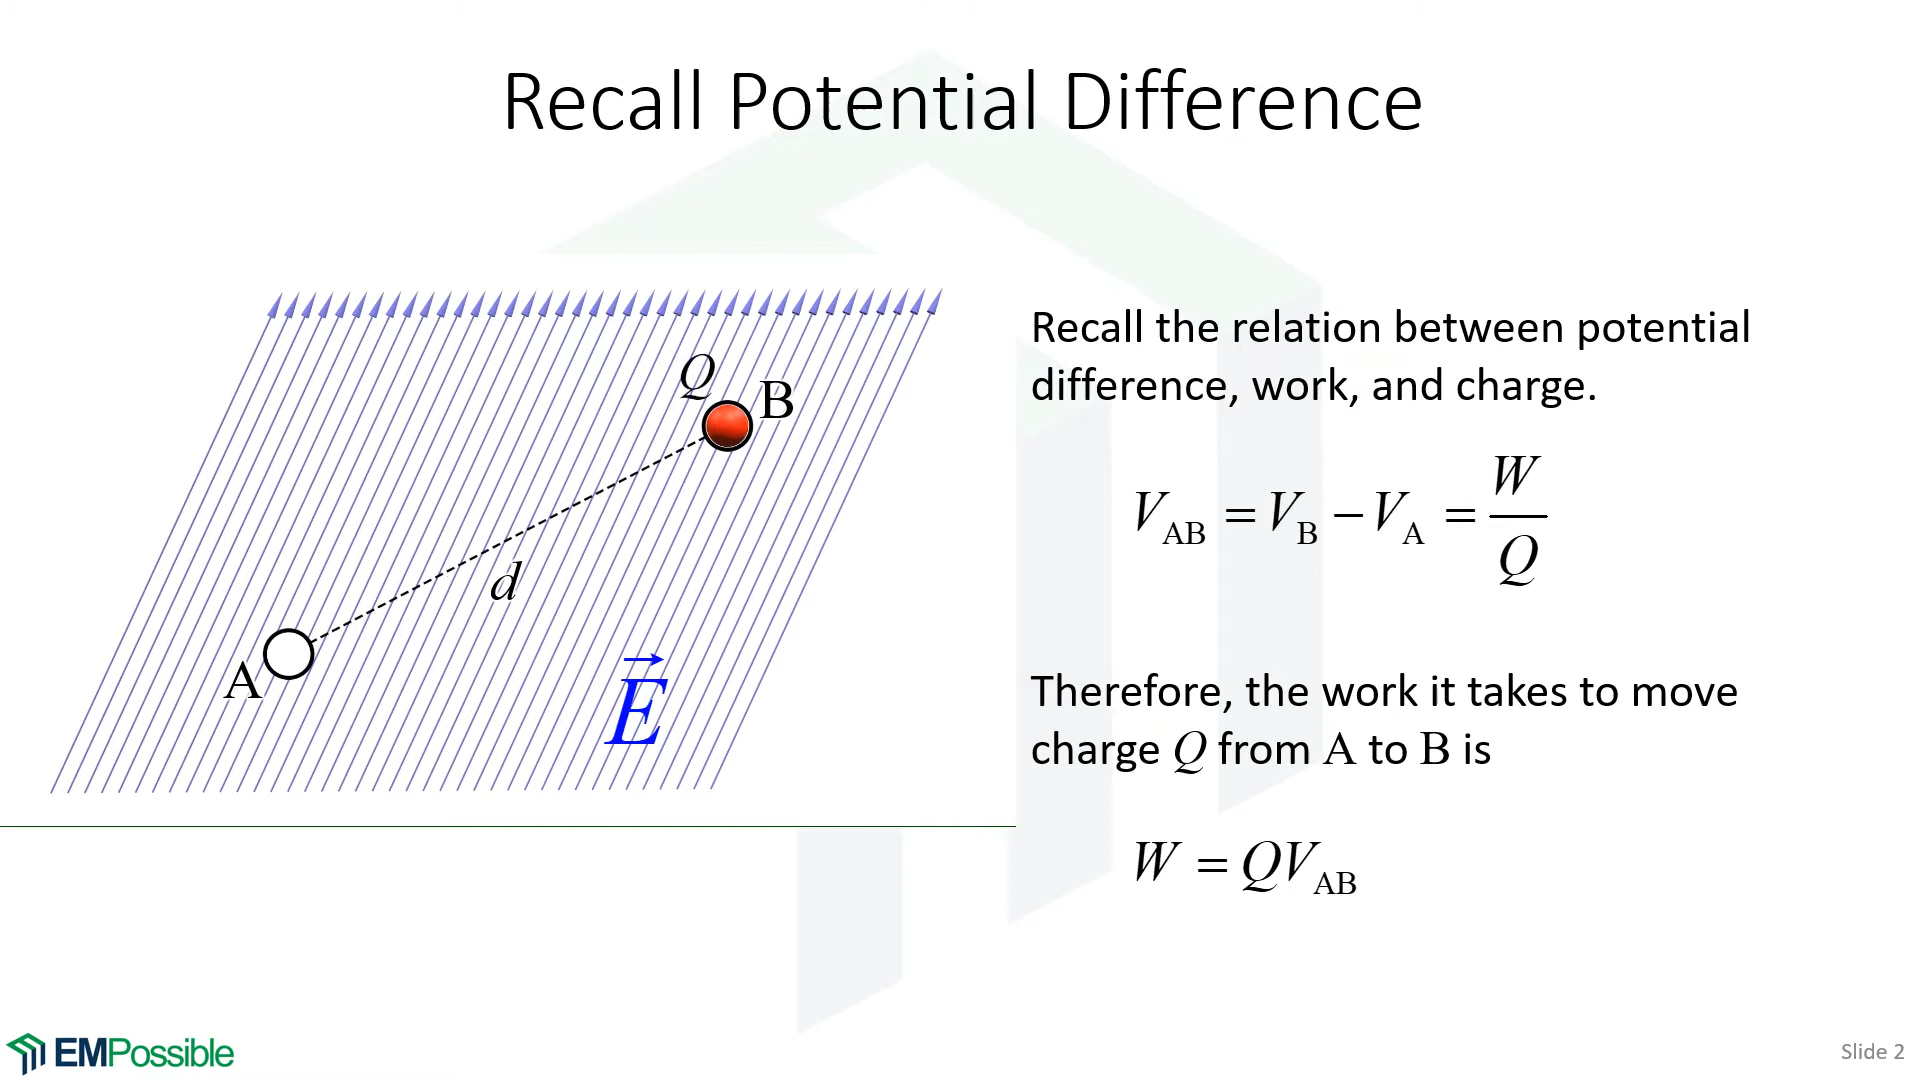 Recall Potential Difference
Q
B
d
A
E⃗
Recall the relation between potential
difference, work, and charge.
V_AB = V_B − V_A = W/Q
Therefore, the work it takes to move
charge Q from A to B is
W = QV_AB
EMPossible
Slide 2